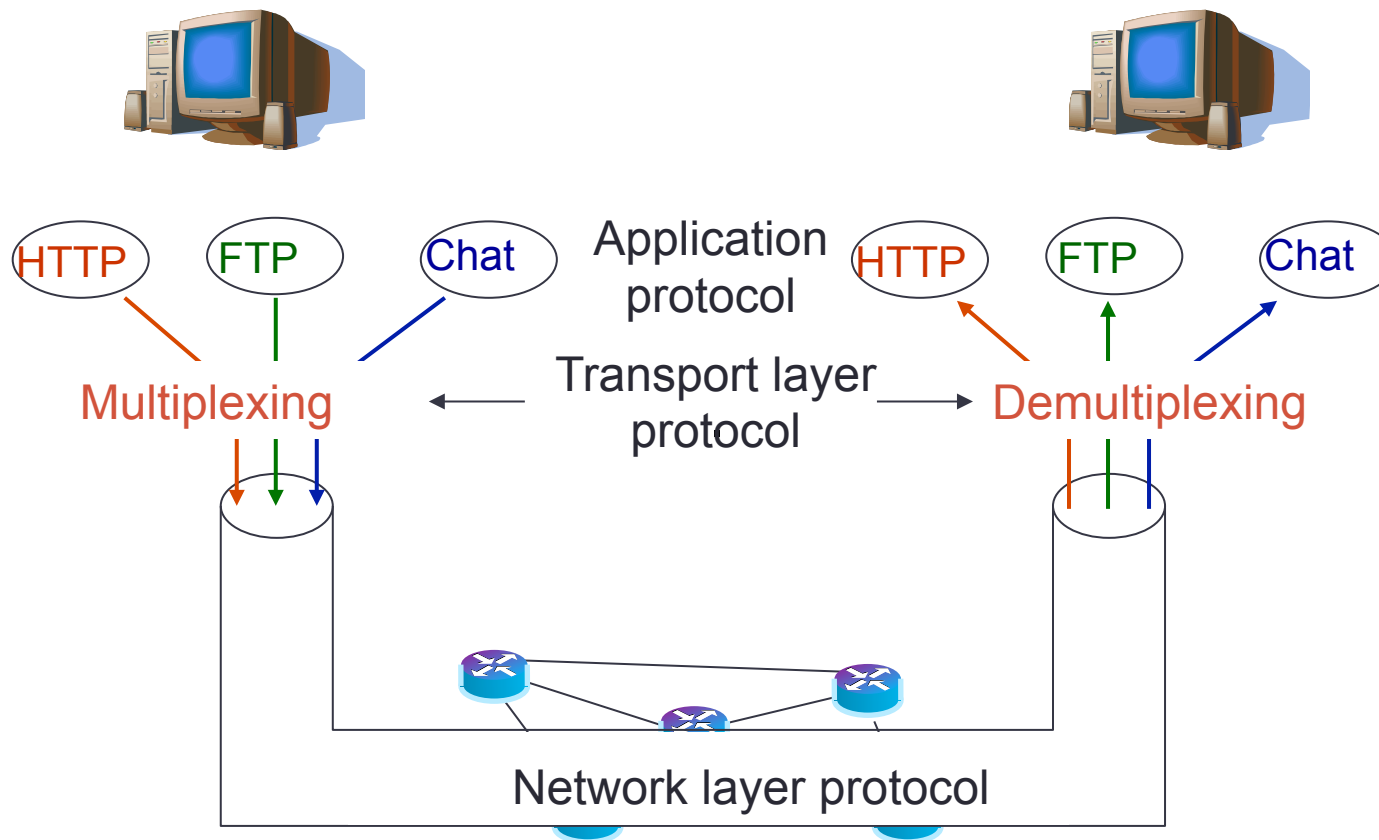 HTTP
FTP
Chat
Application
protocol
HTTP
FTP
Chat
Multiplexing
Transport layer
protocol
Demultiplexing
Network layer protocol